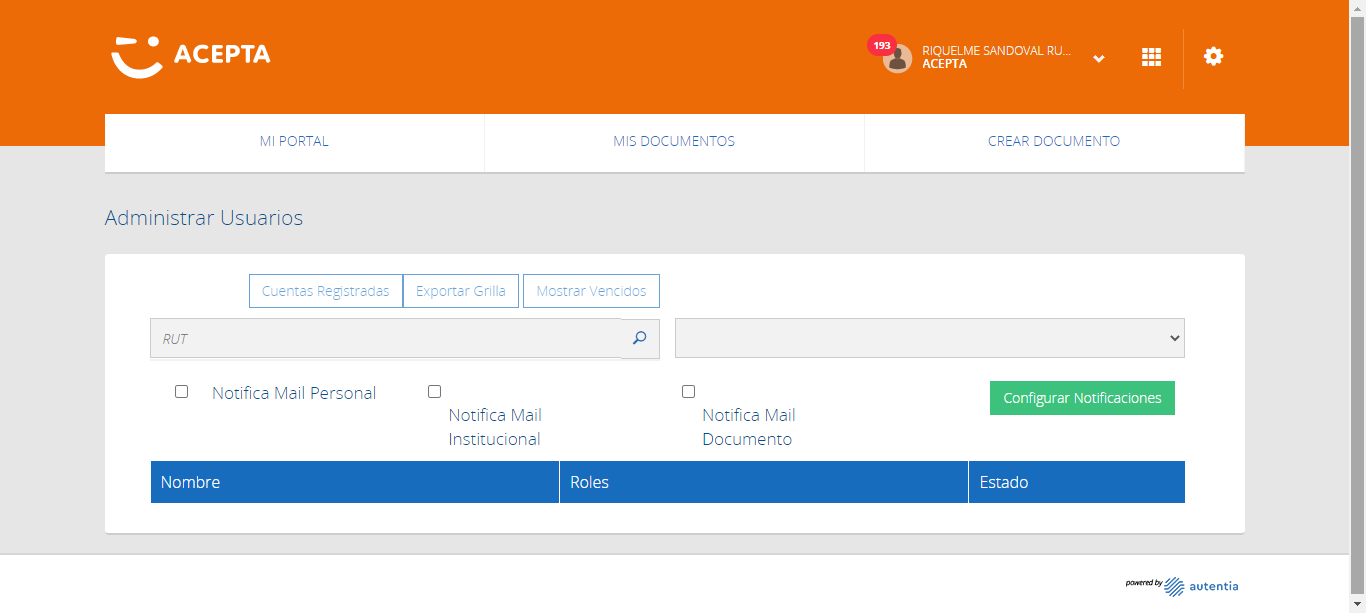 ACEPTA
193
RIQUELME SANDOVAL RU...
ACEPTA
MI PORTAL
MIS DOCUMENTOS
CREAR DOCUMENTO
Administrar Usuarios
Cuentas Registradas
Exportar Grilla
Mostrar Vencidos
RUT
Notifica Mail Personal
Notifica Mail
Institucional
Notifica Mail
Documento
Configurar Notificaciones
Nombre
Roles
Estado
powered by
autentia